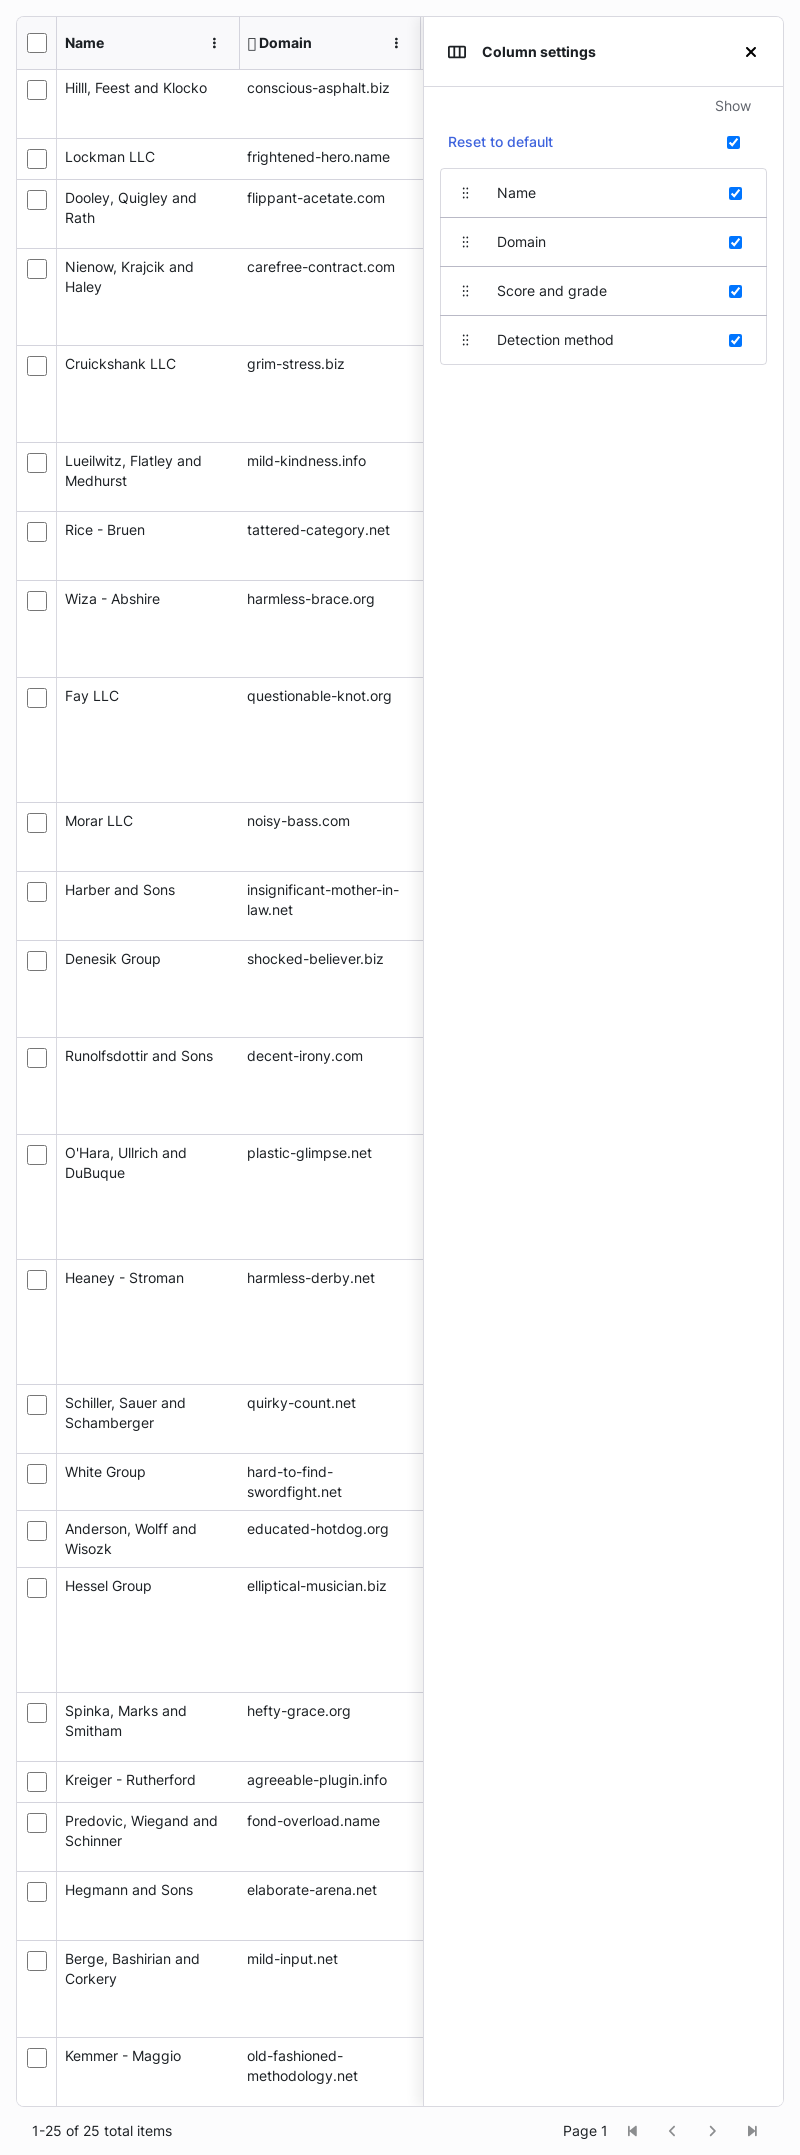 Name
Domain
Column settings
Show
Reset to default
Name
Domain
Score and grade
Detection method
Hilll, Feest and Klocko
conscious-asphalt.biz
Lockman LLC
frightened-hero.name
Dooley, Quigley and
Rath
flippant-acetate.com
Nienow, Krajcik and
Haley
carefree-contract.com
Cruickshank LLC
grim-stress.biz
Lueilwitz, Flatley and
Medhurst
mild-kindness.info
Rice - Bruen
tattered-category.net
Wiza - Abshire
harmless-brace.org
Fay LLC
questionable-knot.org
Morar LLC
noisy-bass.com
Harber and Sons
insignificant-mother-in-
law.net
Denesik Group
shocked-believer.biz
Runolfsdottir and Sons
decent-irony.com
O'Hara, Ullrich and
DuBuque
plastic-glimpse.net
Heaney - Stroman
harmless-derby.net
Schiller, Sauer and
Schamberger
quirky-count.net
White Group
hard-to-find-
swordfight.net
Anderson, Wolff and
Wisozk
educated-hotdog.org
Hessel Group
elliptical-musician.biz
Spinka, Marks and
Smitham
hefty-grace.org
Kreiger - Rutherford
agreeable-plugin.info
Predovic, Wiegand and
Schinner
fond-overload.name
Hegmann and Sons
elaborate-arena.net
Berge, Bashirian and
Corkery
mild-input.net
Kemmer - Maggio
old-fashioned-
methodology.net
1-25 of 25 total items
Page 1